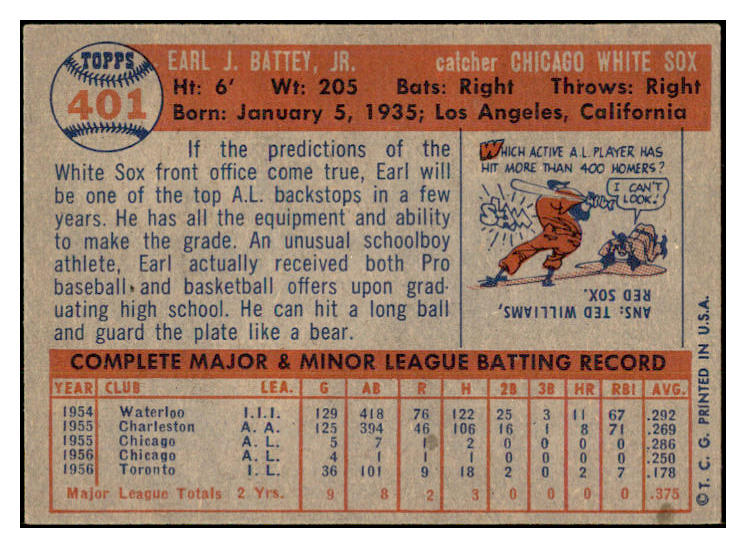 TOPPS
401
EARL J. BATTEY, JR. catcher CHICAGO WHITE SOX
Ht: 6' Wt: 205 Bats: Right Throws: Right
Born: January 5, 1935; Los Angeles, California
If the predictions of the
White Sox front office come true, Earl will
be one of the top A.L. backstops in a few
years. He has all the equipment and ability
to make the grade. An unusual schoolboy
athlete, Earl actually received both Pro
baseball and basketball offers upon grad-
uating high school. He can hit a long ball
and guard the plate like a bear.
WHICH ACTIVE A.L. PLAYER HAS
HIT MORE THAN 400 HOMERS?
I CAN'T
LOOK!
SLAM
ANS: TED WILLIAMS,
RED SOX.
COMPLETE MAJOR & MINOR LEAGUE BATTING RECORD
YEAR CLUB LEA. G AB R H 2B 3B HR RBI AVG.
1954 Waterloo I.I.I. 129 418 76 122 25 3 11 67 .292
1955 Charleston A. A. 125 394 46 106 16 1 8 71 .269
1955 Chicago A. L. 5 7 1 2 0 0 0 0 .286
1956 Chicago A. L. 4 1 1 1 0 0 0 0 .250
1956 Toronto I. L. 36 101 9 18 2 0 2 7 .178
Major League Totals 2 Yrs. 9 8 2 3 0 0 0 0 .375
© T. C. G. PRINTED IN U.S.A.